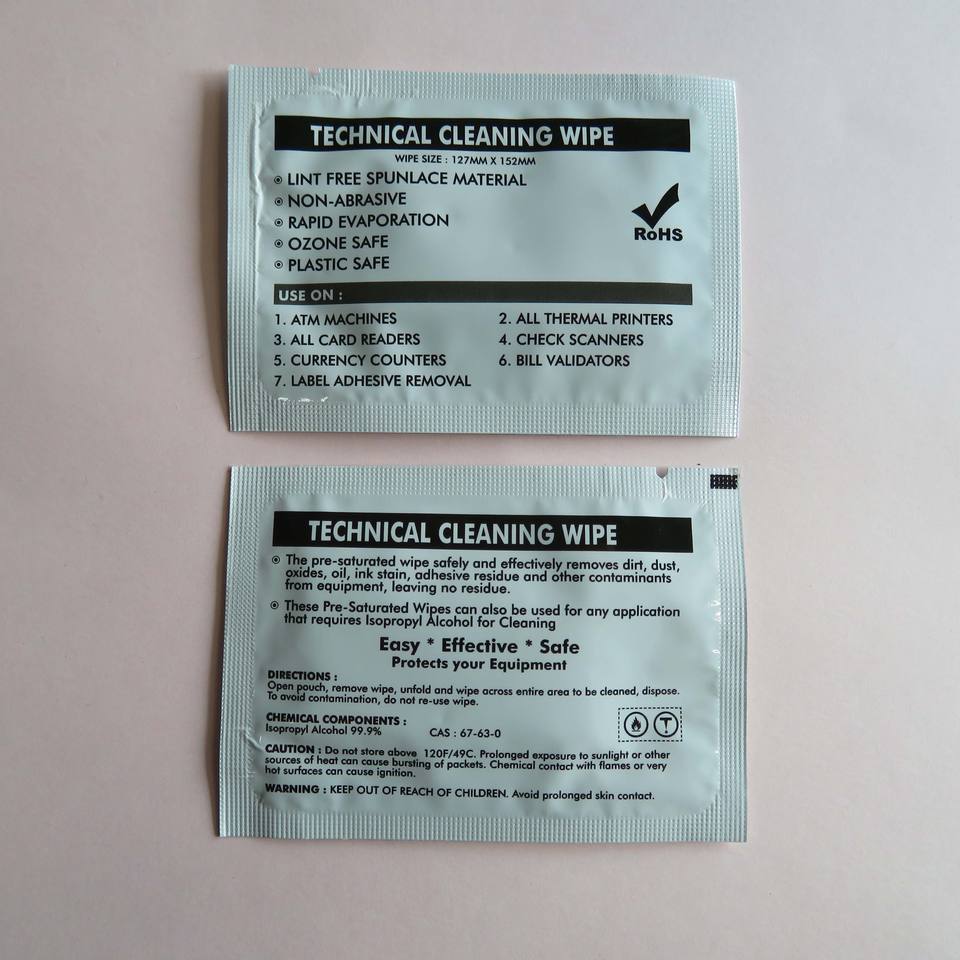 TECHNICAL CLEANING WIPE
WIPE SIZE : 127MM X 152MM
LINT FREE SPUNLACE MATERIAL
NON-ABRASIVE
RAPID EVAPORATION
OZONE SAFE
PLASTIC SAFE
RoHS
USE ON :
1. ATM MACHINES 2. ALL THERMAL PRINTERS
3. ALL CARD READERS 4. CHECK SCANNERS
5. CURRENCY COUNTERS 6. BILL VALIDATORS
7. LABEL ADHESIVE REMOVAL
TECHNICAL CLEANING WIPE
The pre-saturated wipe safely and effectively removes dirt, dust,
oxides, oil, ink stain, adhesive residue and other contaminants
from equipment, leaving no residue.
These Pre-Saturated Wipes can also be used for any application
that requires Isopropyl Alcohol for Cleaning
Easy * Effective * Safe
Protects your Equipment
DIRECTIONS :
Open pouch, remove wipe, unfold and wipe across entire area to be cleaned, dispose.
To avoid contamination, do not re-use wipe.
CHEMICAL COMPONENTS :
Isopropyl Alcohol 99.9% CAS : 67-63-0
CAUTION : Do not store above 120F/49C. Prolonged exposure to sunlight or other
sources of heat can cause bursting of packets. Chemical contact with flames or very
hot surfaces can cause ignition.
WARNING : KEEP OUT OF REACH OF CHILDREN. Avoid prolonged skin contact.